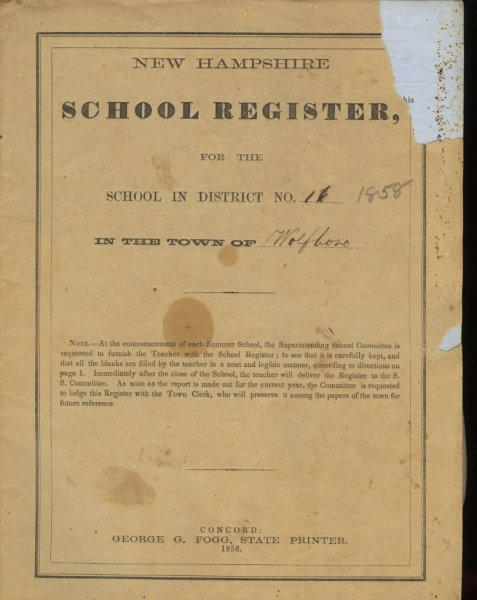 NEW HAMPSHIRE
his
SCHOOL REGISTER,
FOR THE
SCHOOL IN DISTRICT NO. 16 1858
IN THE TOWN OF Wolfboro
NOTE.—At the commencement of each Summer School, the Superintending School Committee is
requested to furnish the Teacher with the School Register; to see that it is carefully kept, and
that all the blanks are filled by the teacher in a neat and legible manner, according to directions on
page 1. Immediately after the close of the School, the teacher will deliver the Register to the S.
S. Committee. As soon as the report is made out for the current year, the Committee is requested
to lodge this Register with the Town Clerk, who will preserve it among the papers of the town for
future reference.
CONCORD:
GEORGE G. FOGG, STATE PRINTER.
1858.